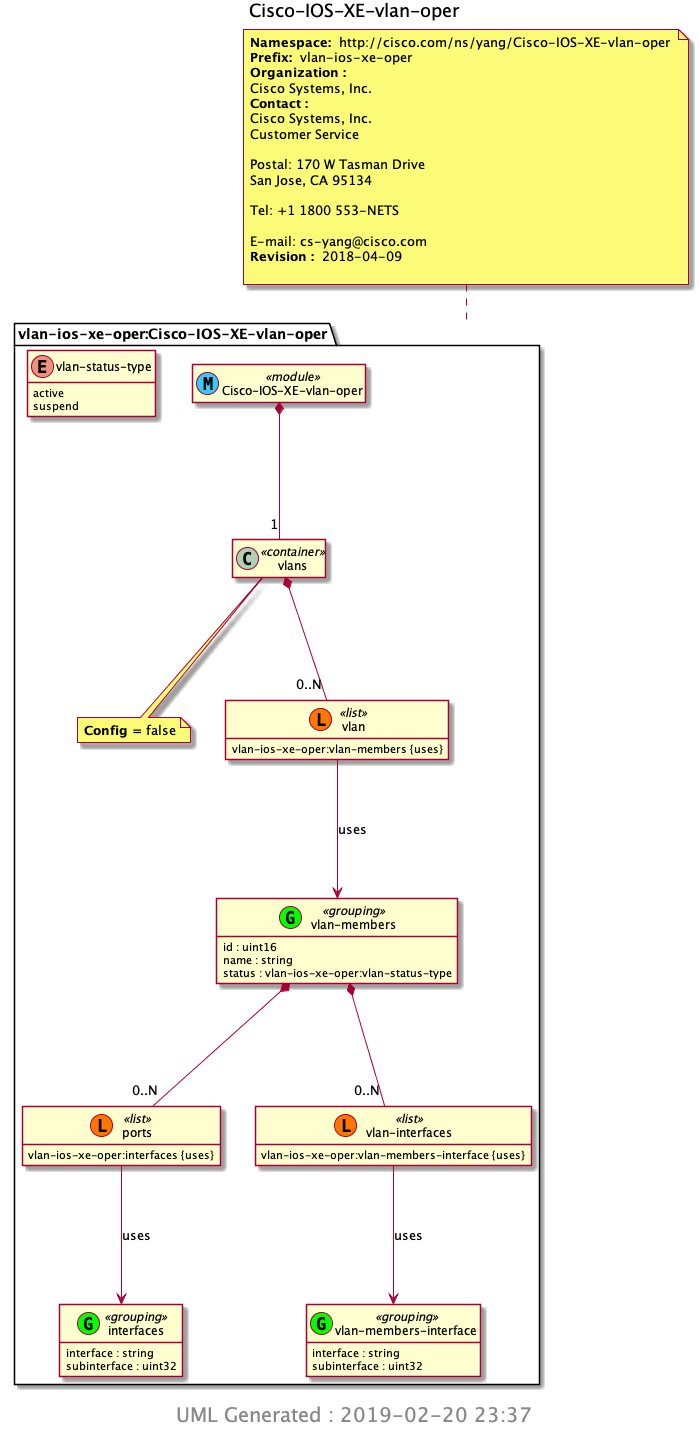 Cisco-IOS-XE-vlan-oper
Namespace: http://cisco.com/ns/yang/Cisco-IOS-XE-vlan-oper
Prefix: vlan-ios-xe-oper
Organization :
Cisco Systems, Inc.
Contact :
Cisco Systems, Inc.
Customer Service
Postal: 170 W Tasman Drive
San Jose, CA 95134
Tel: +1 1800 553-NETS
E-mail: cs-yang@cisco.com
Revision : 2018-04-09
vlan-ios-xe-oper:Cisco-IOS-XE-vlan-oper
E vlan-status-type
active
suspend
«module»
M Cisco-IOS-XE-vlan-oper
1
«container»
C vlans
0..N
Config = false
«list»
L vlan
vlan-ios-xe-oper:vlan-members {uses}
uses
«grouping»
G vlan-members
id : uint16
name : string
status : vlan-ios-xe-oper:vlan-status-type
0..N
0..N
«list»
L ports
vlan-ios-xe-oper:interfaces {uses}
«list»
L vlan-interfaces
vlan-ios-xe-oper:vlan-members-interface {uses}
uses
uses
«grouping»
G interfaces
interface : string
subinterface : uint32
«grouping»
G vlan-members-interface
interface : string
subinterface : uint32
UML Generated : 2019-02-20 23:37